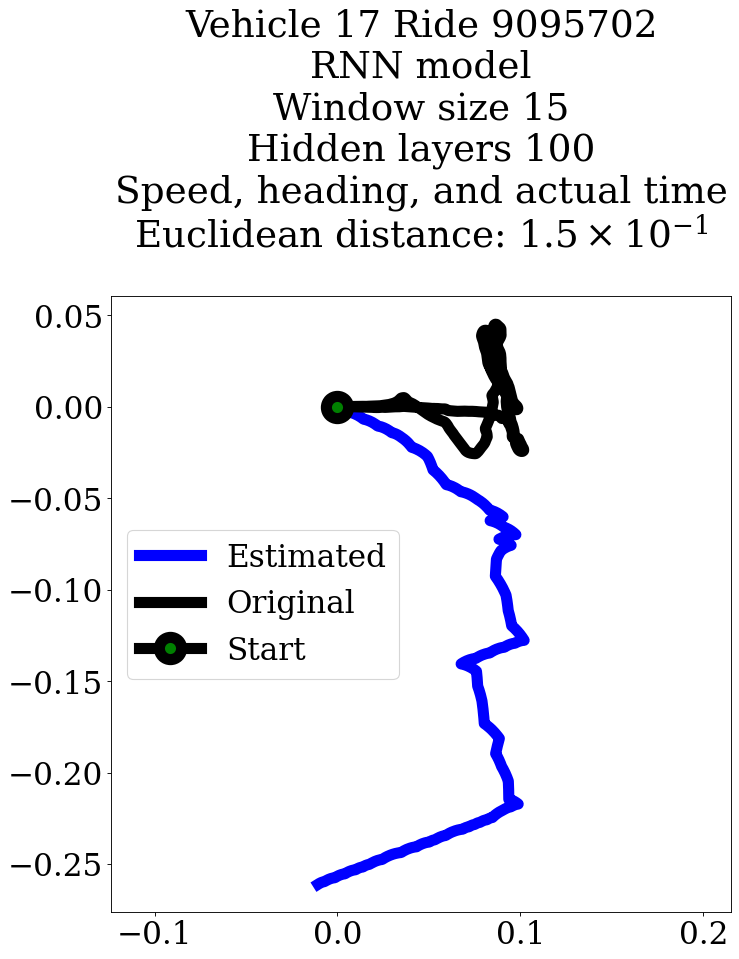 Vehicle 17 Ride 9095702
RNN model
Window size 15
Hidden layers 100
Speed, heading, and actual time
Euclidean distance: 1.5 × 10⁻¹
0.05
0.00
−0.05
−0.10
−0.15
−0.20
−0.25
Estimated
Original
Start
−0.1 0.0 0.1 0.2